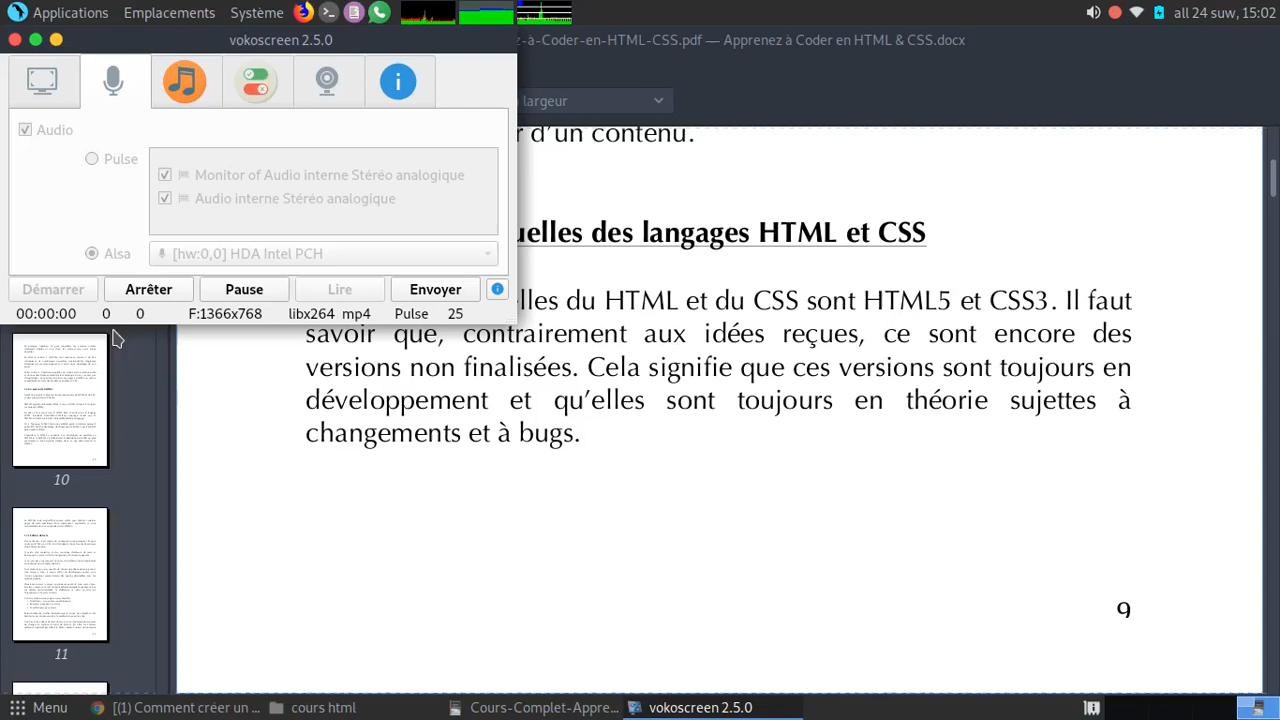 Applications Emplacements Système all 24 suw, 15:02
vokoscreen 2.5.0
z-à-Coder-en-HTML-CSS.pdf — Apprenez à Coder en HTML & CSS.docx
largeur
Audio
Pulse
Monitor of Audio interne Stéréo analogique
Audio interne Stéréo analogique
Alsa [hw:0,0] HDA Intel PCH
Démarrer Arrêter Pause Lire Envoyer
00:00:00 0 0 F:1366x768 libx264 mp4 Pulse 25
r d’un contenu.
uelles des langages HTML et CSS
lles du HTML et du CSS sont HTML5 et CSS3. Il faut
savoir que, contrairement aux idées reçues, ce sont encore des
versions non finalisées. Cela signifie que ces versions sont toujours en
développement et qu’elles sont toujours en théorie sujettes à
changements et à bugs.
9
10
11
Menu [(1) Comment créer un ... cours html Cours-Complet-Appre... vokoscreen 2.5.0